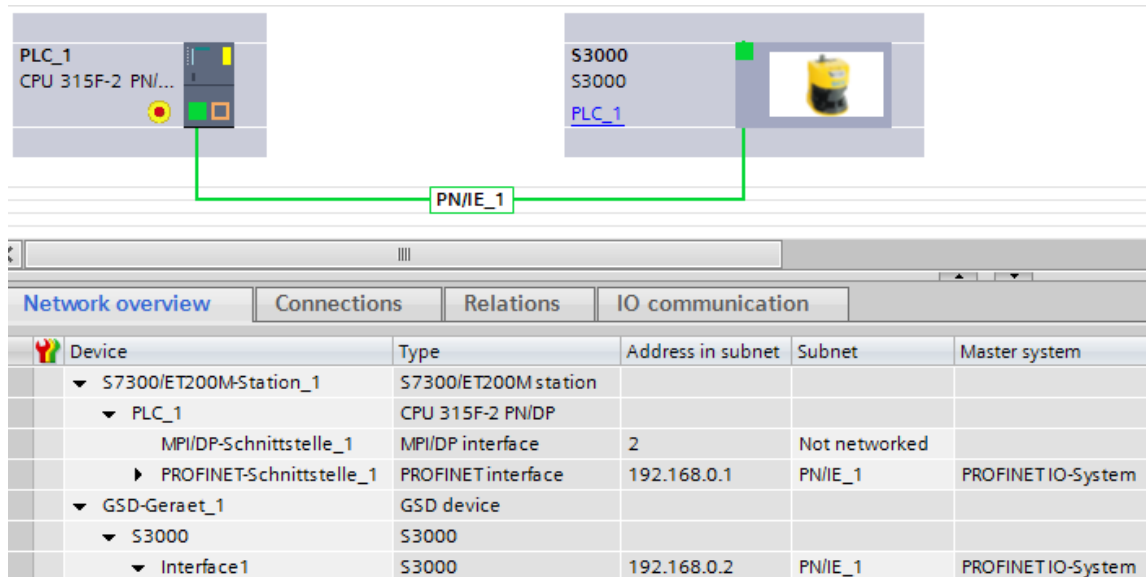 PLC_1
CPU 315F-2 PN/...
S3000
S3000
PLC_1
PN/IE_1
Network overview Connections Relations IO communication
Device Type Address in subnet Subnet Master system
S7300/ET200M-Station_1 S7300/ET200M station
PLC_1 CPU 315F-2 PN/DP
MPI/DP-Schnittstelle_1 MPI/DP interface 2 Not networked
PROFINET-Schnittstelle_1 PROFINET interface 192.168.0.1 PN/IE_1 PROFINET IO-System
GSD-Geraet_1 GSD device
S3000 S3000
Interface1 S3000 192.168.0.2 PN/IE_1 PROFINET IO-System